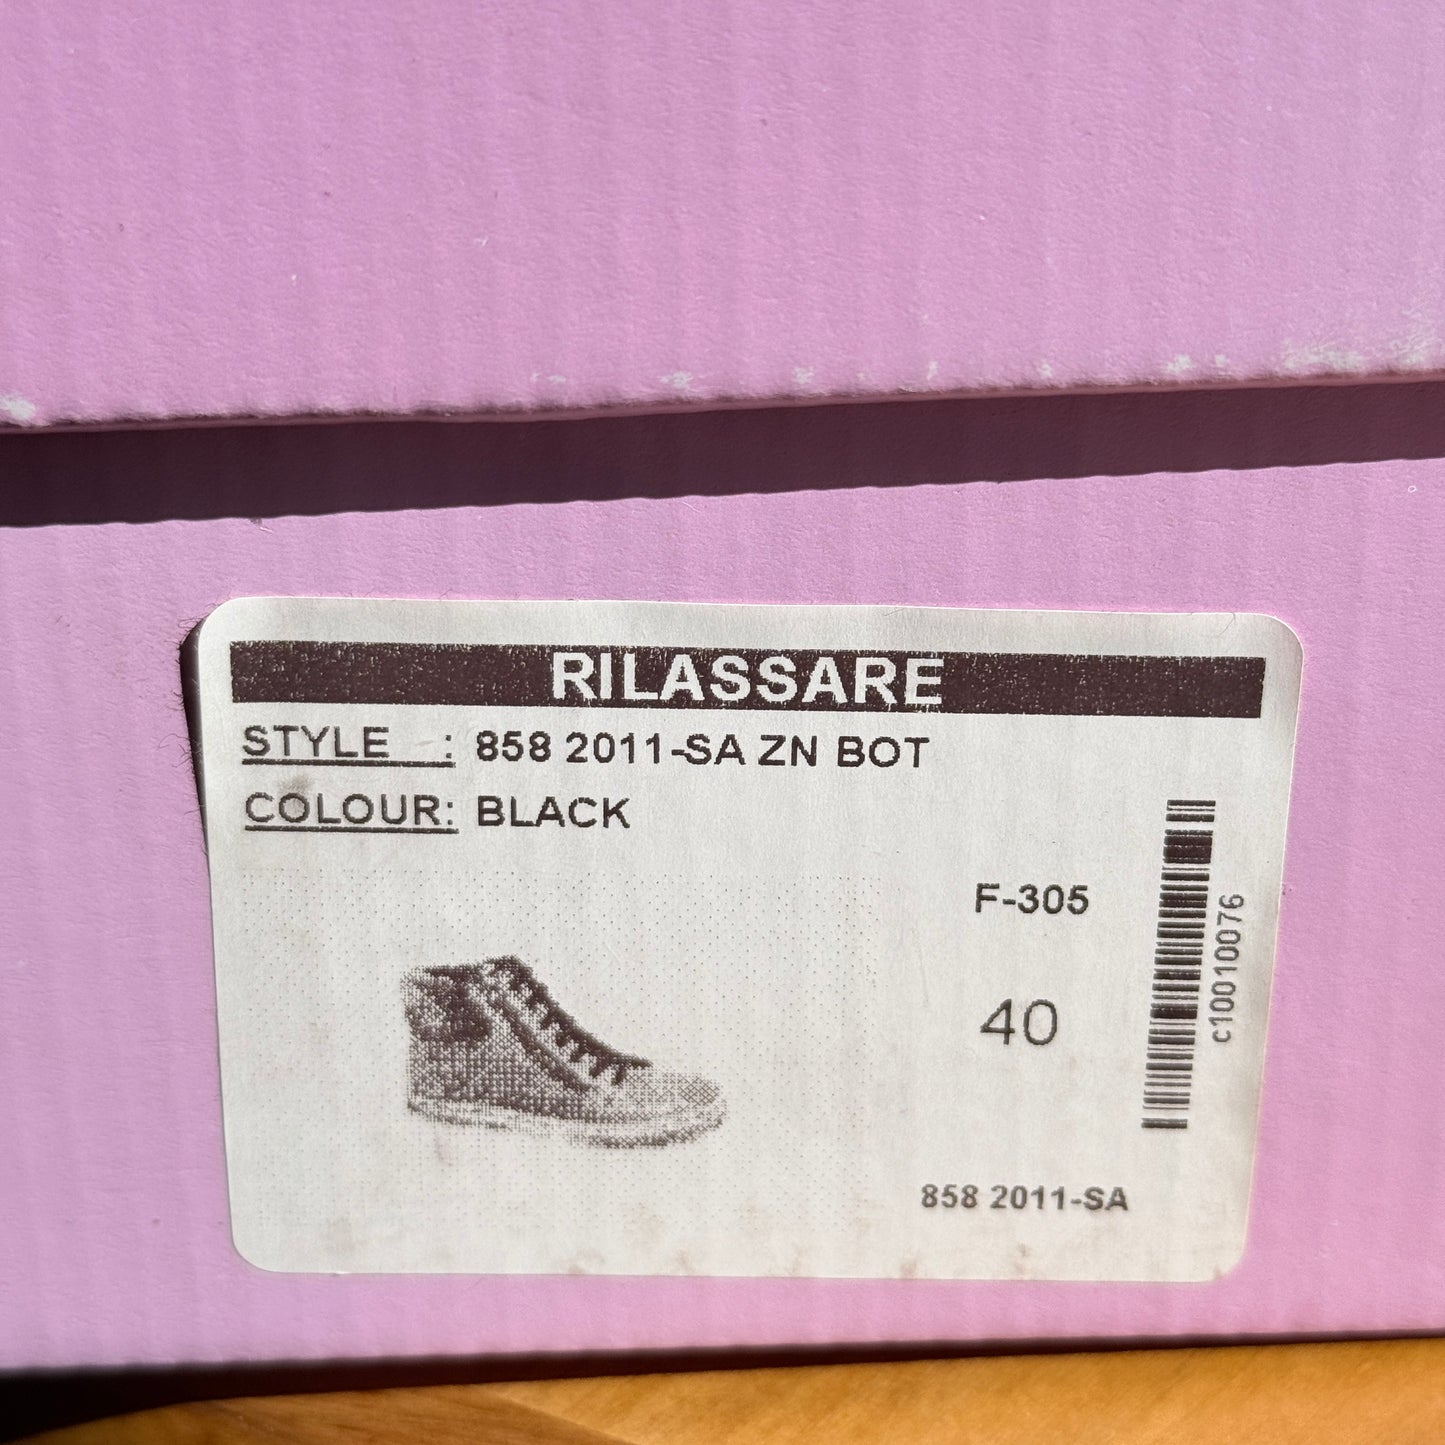 RILASSARE
STYLE : 858 2011-SA ZN BOT
COLOUR: BLACK
F-305
40
c10010076
858 2011-SA